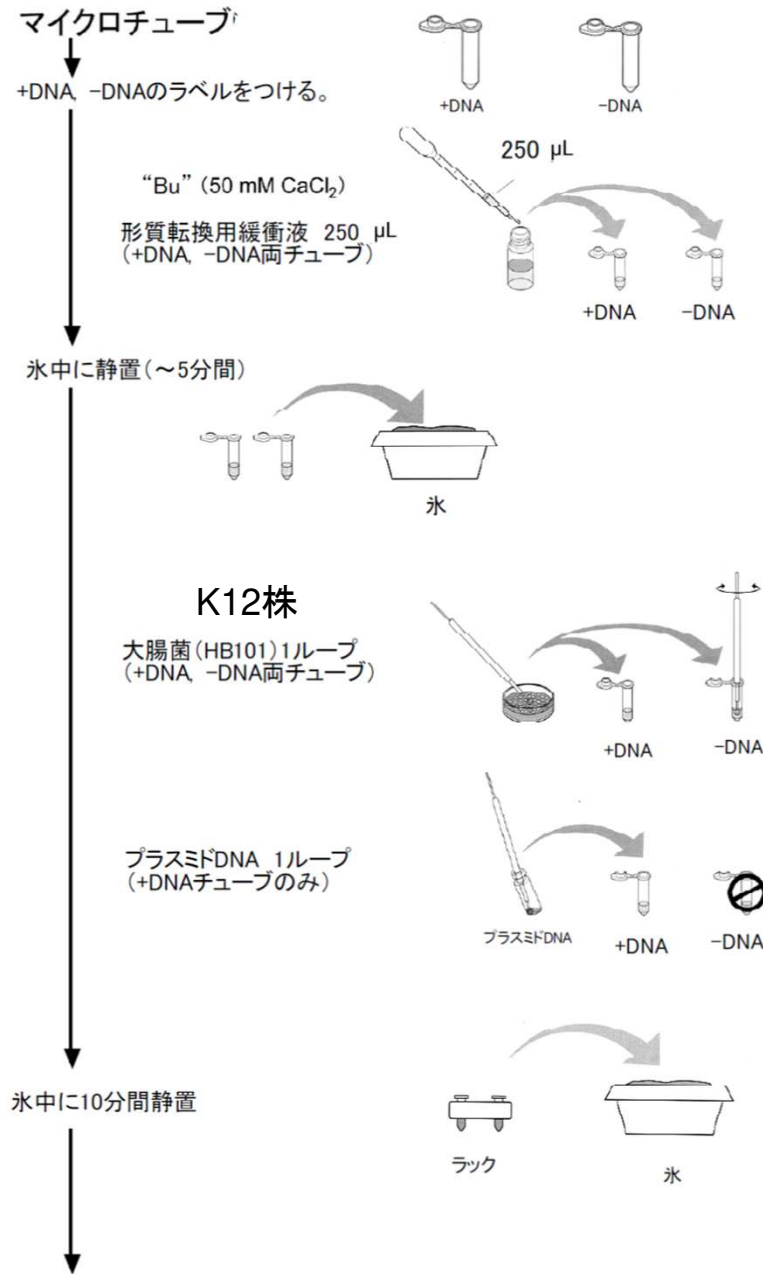 マイクロチューブ
+DNA, −DNAのラベルをつける。
+DNA
−DNA
250 µL
“Bu” (50 mM CaCl₂)
形質転換用緩衝液 250 µL
(+DNA, −DNA両チューブ)
+DNA
−DNA
氷中に静置(～5分間)
氷
K12株
大腸菌(HB101)1ループ
(+DNA, −DNA両チューブ)
+DNA
−DNA
プラスミドDNA 1ループ
(+DNAチューブのみ)
プラスミドDNA
+DNA
−DNA
氷中に10分間静置
ラック
氷